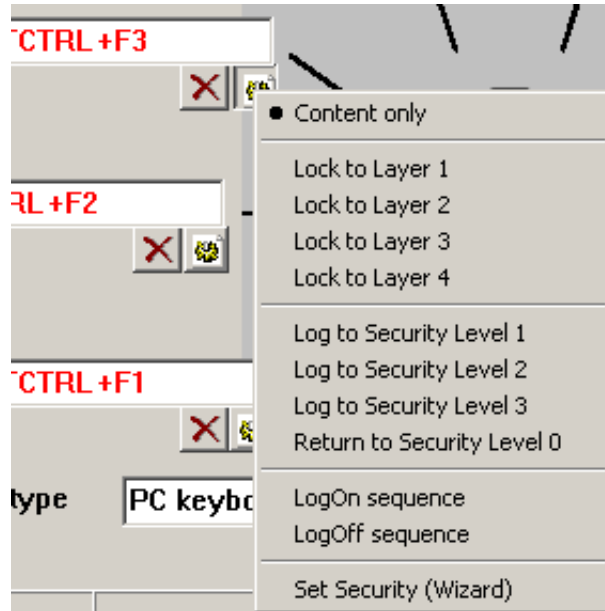 CTRL+F3
Content only
Lock to Layer 1
Lock to Layer 2
RL+F2
Lock to Layer 3
Lock to Layer 4
Log to Security Level 1
Log to Security Level 2
CTRL+F1
Log to Security Level 3
Return to Security Level 0
type
PC keybo
LogOn sequence
LogOff sequence
Set Security (Wizard)